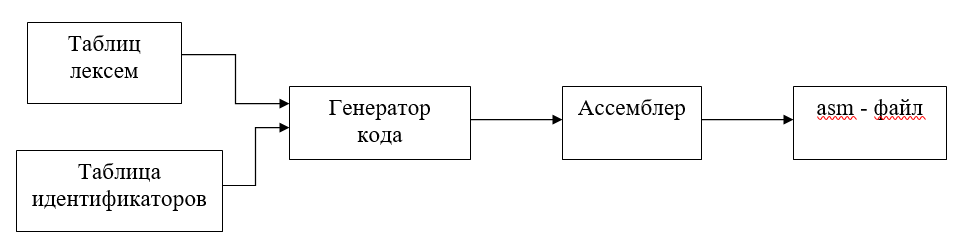 Таблиц
лексем
Генератор
кода
Ассемблер
asm - файл
Таблица
идентификаторов